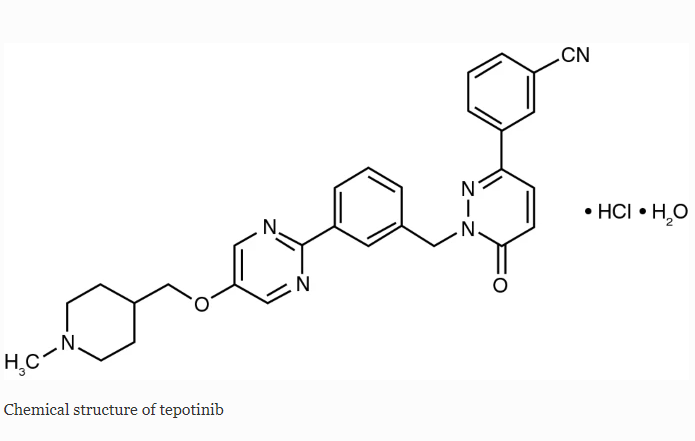 CN
N
N
• HCl • H₂O
N
N
O
O
N
H₃C
Chemical structure of tepotinib